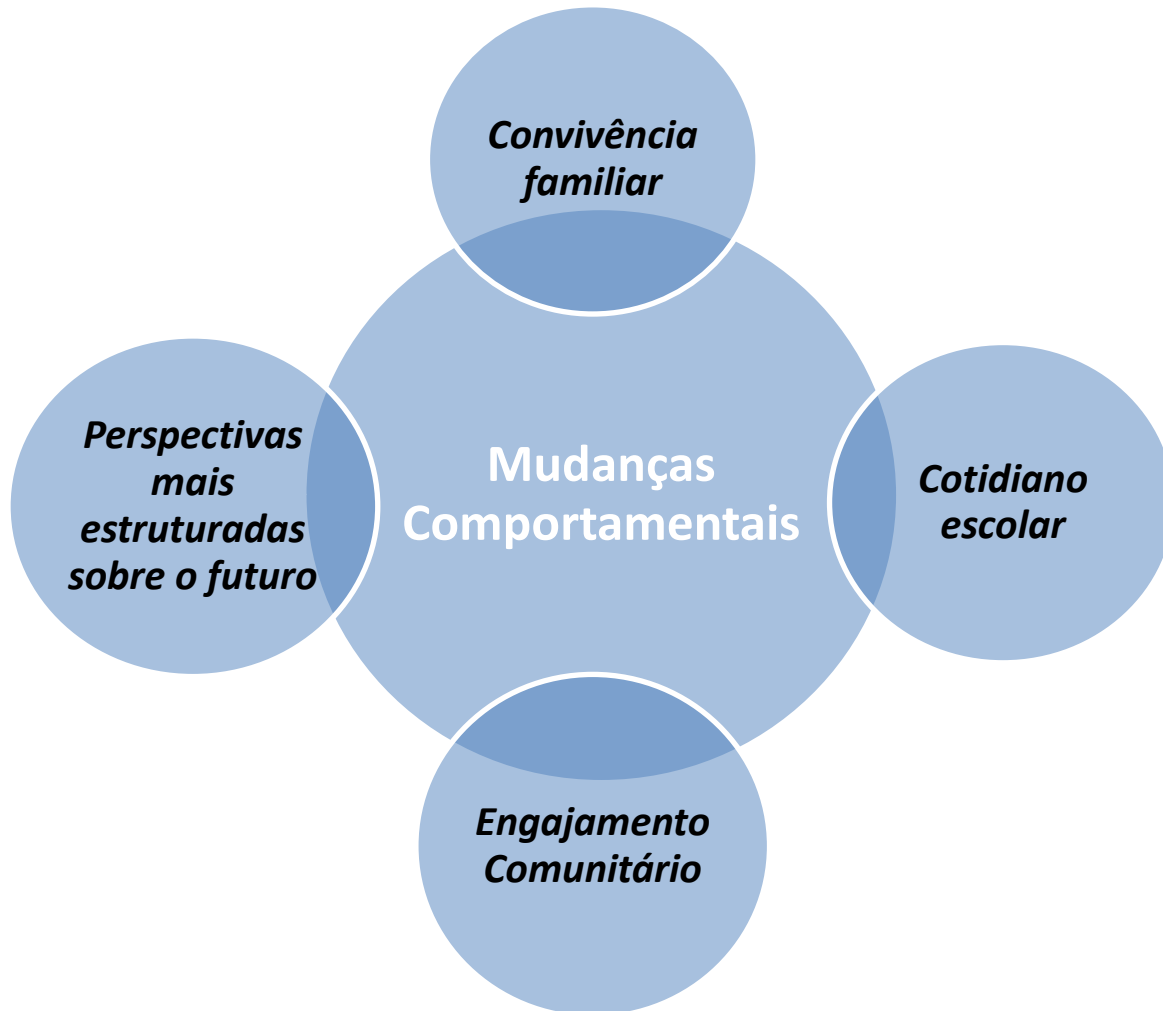 Convivência
familiar
Perspectivas
mais
estruturadas
sobre o futuro
Mudanças
Comportamentais
Cotidiano
escolar
Engajamento
Comunitário